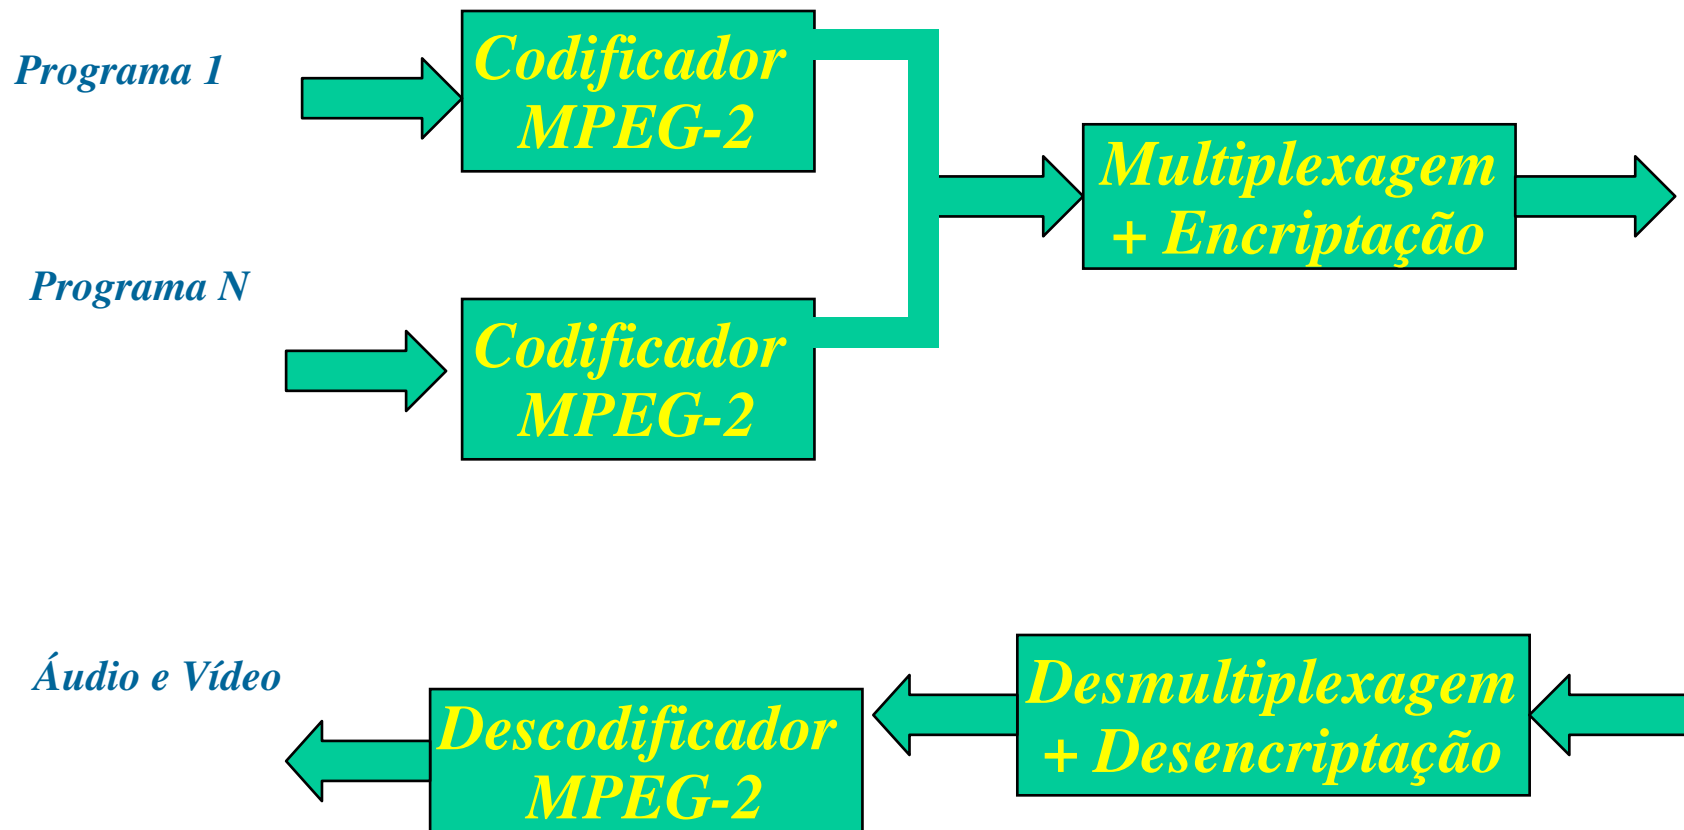 Programa 1
Codificador
MPEG-2
Multiplexagem
+ Encriptação
Programa N
Codificador
MPEG-2
Áudio e Vídeo
Descodificador
MPEG-2
Desmultiplexagem
+ Desencriptação